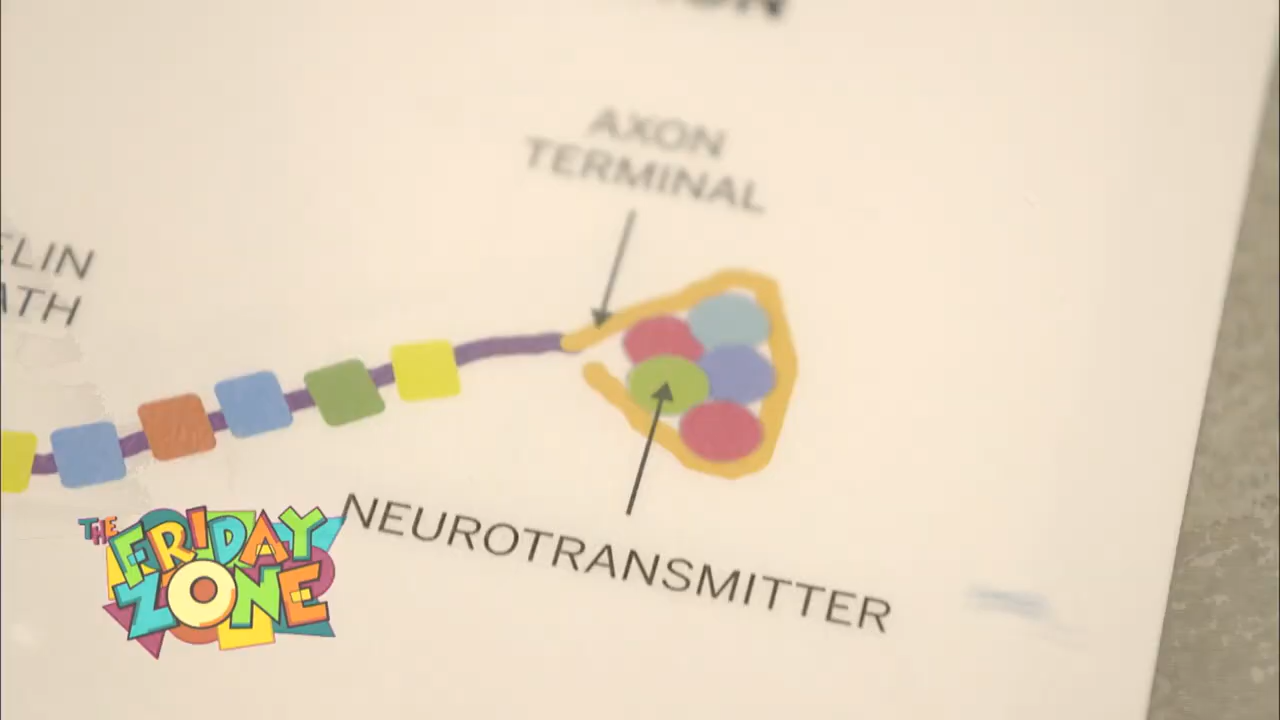 AXON
TERMINAL
ELIN
ATH
NEUROTRANSMITTER
THE
FRIDAY
ZONE